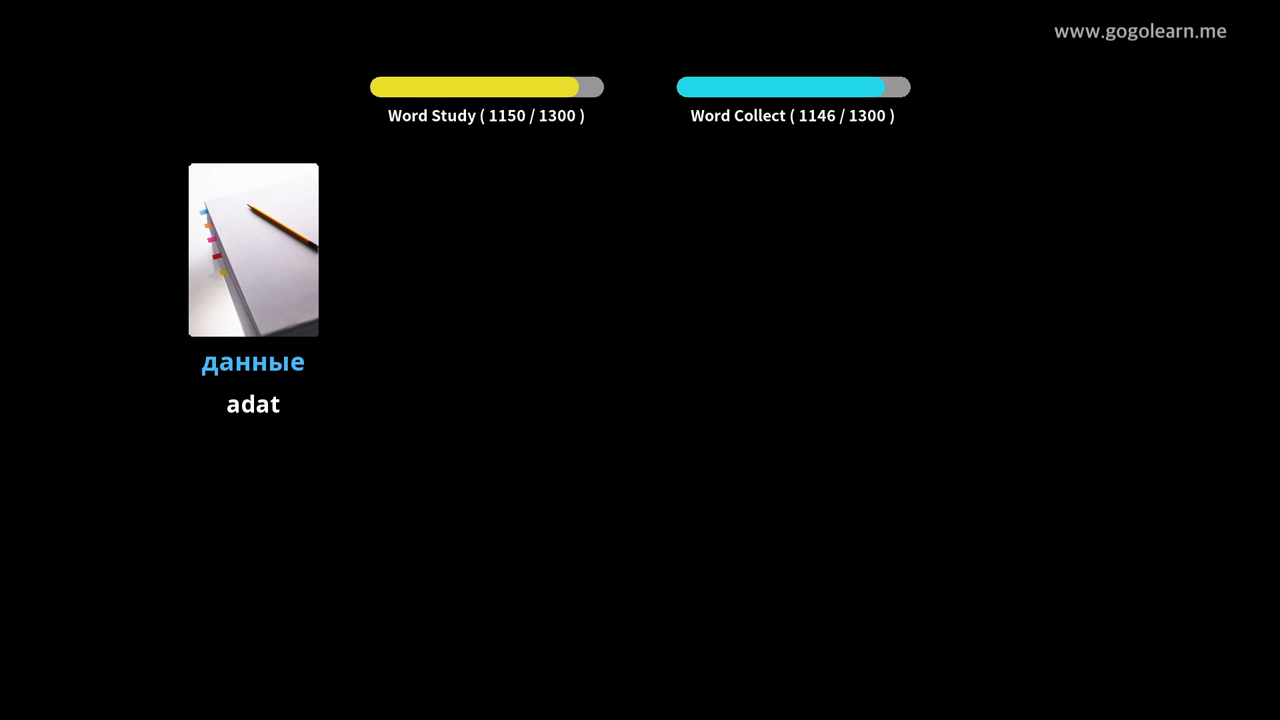 www.gogolearn.me
Word Study ( 1150 / 1300 )
Word Collect ( 1146 / 1300 )
данные
adat